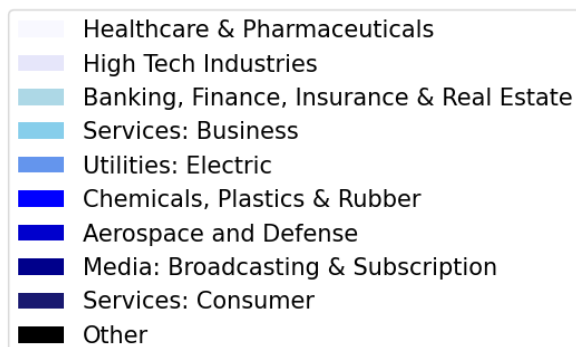 Healthcare & Pharmaceuticals
High Tech Industries
Banking, Finance, Insurance & Real Estate
Services: Business
Utilities: Electric
Chemicals, Plastics & Rubber
Aerospace and Defense
Media: Broadcasting & Subscription
Services: Consumer
Other